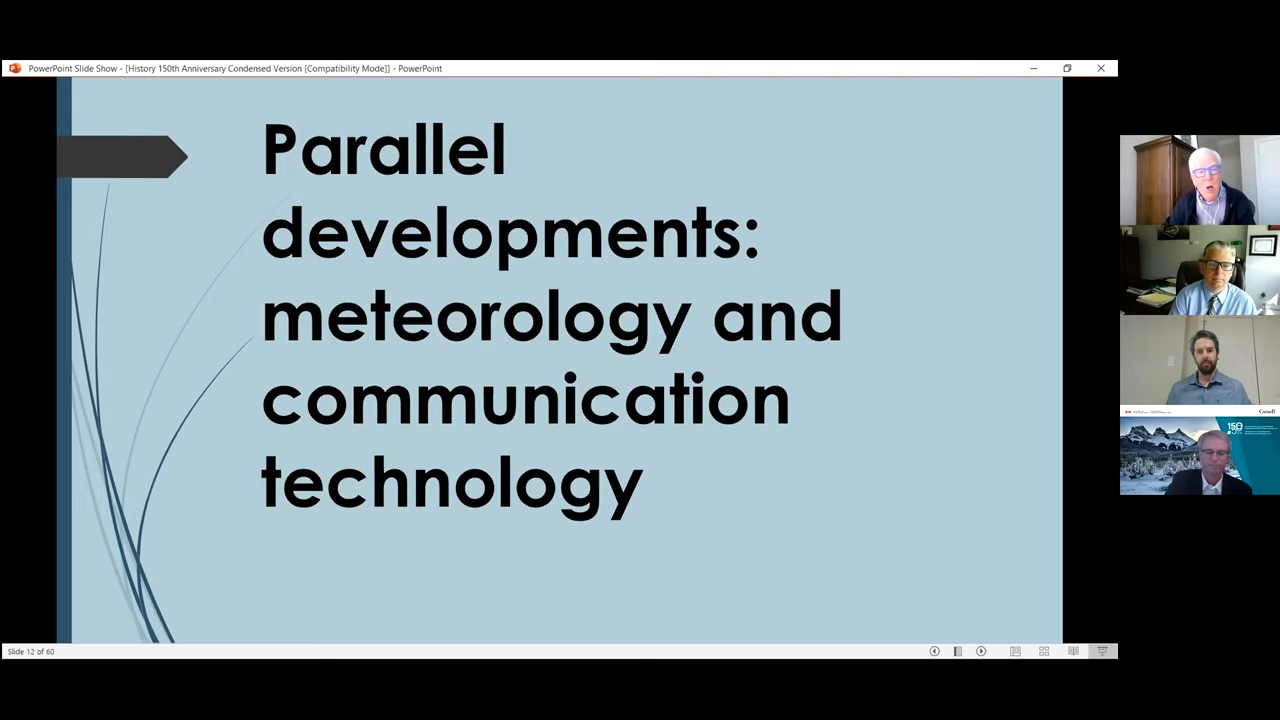 PowerPoint Slide Show - [History 150th Anniversary Condensed Version [Compatibility Mode]] - PowerPoint
Parallel
developments:
meteorology and
communication
technology
Slide 12 of 60
Canada
150